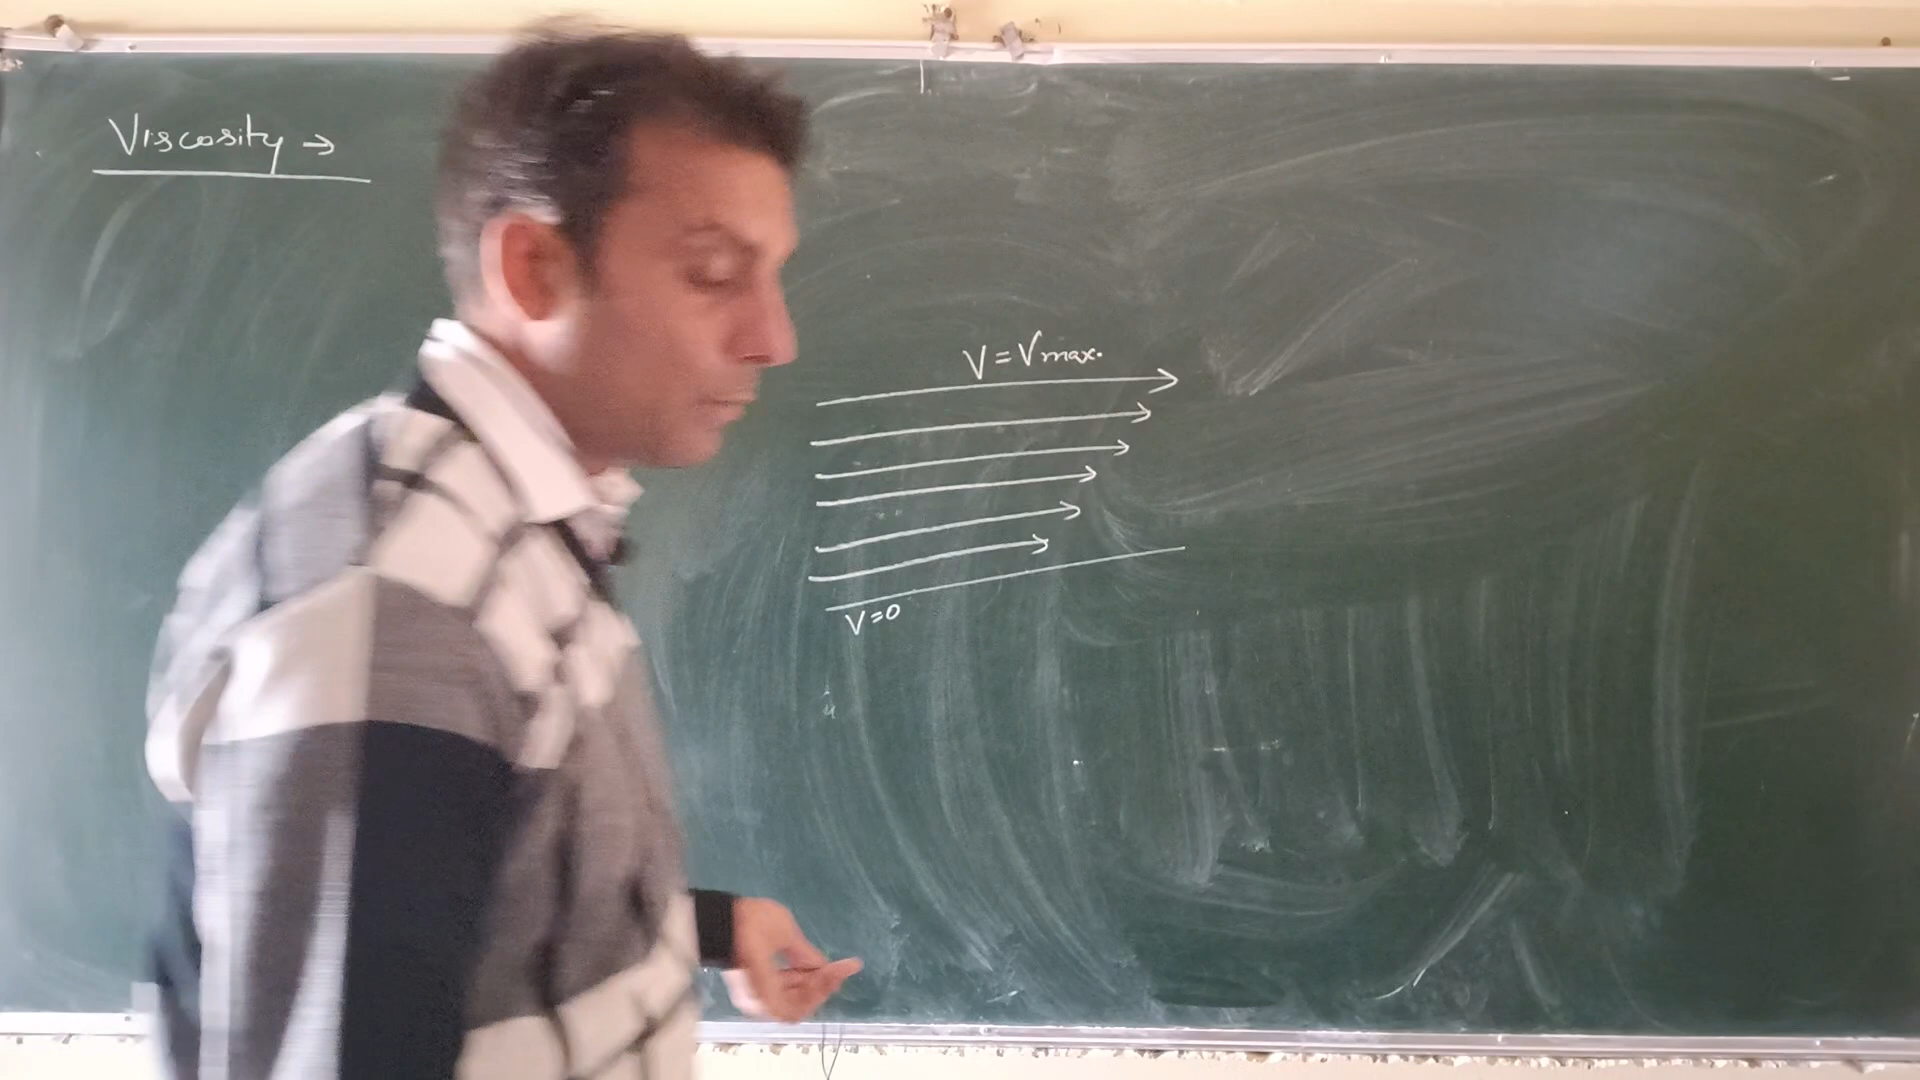 Viscosity →
V = Vmax.
V=0